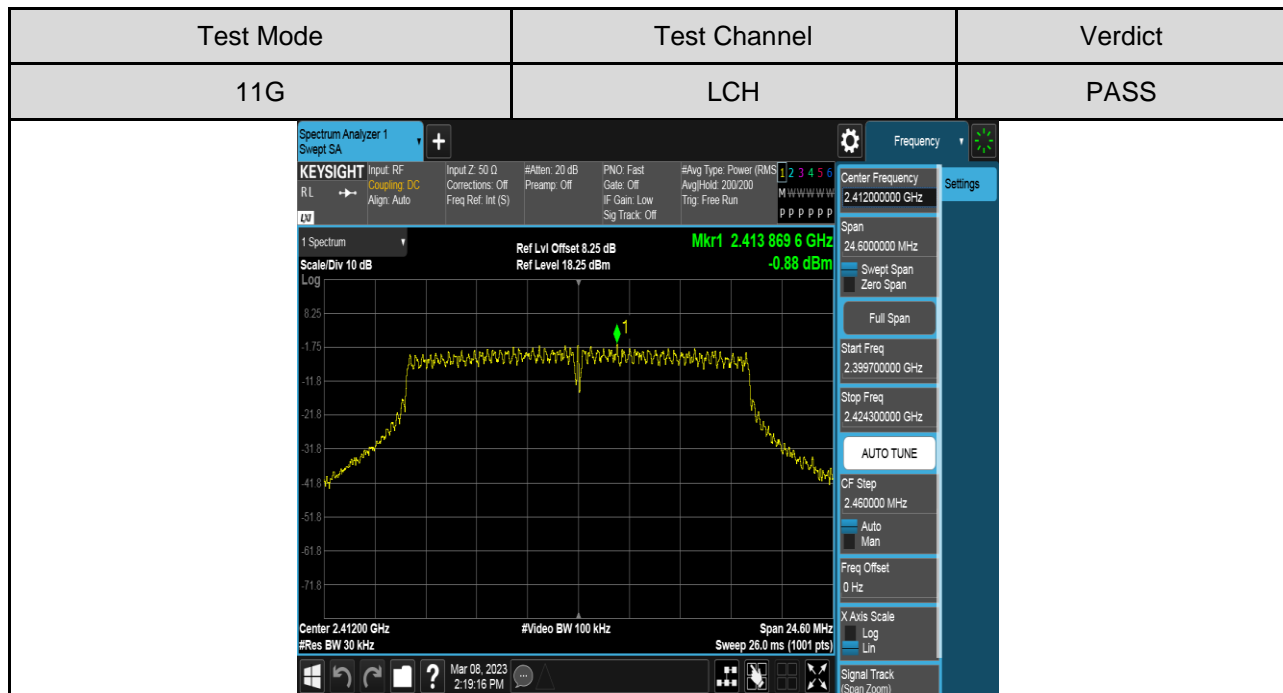 Test Mode Test Channel Verdict
11G LCH PASS
Spectrum Analyzer 1
Swept SA
+
Frequency
KEYSIGHT
R L
LXI
Input: RF
Coupling: DC
Align: Auto
Input Z: 50 Ω
Corrections: Off
Freq Ref: Int (S)
#Atten: 20 dB
Preamp: Off
PNO: Fast
Gate: Off
IF Gain: Low
Sig Track: Off
#Avg Type: Power (RMS
Avg|Hold: 200/200
Trig: Free Run
1 2 3 4 5 6
M W W W W W
P P P P P P
1 Spectrum
Scale/Div 10 dB
Log
Ref Lvl Offset 8.25 dB
Ref Level 18.25 dBm
Mkr1 2.413 869 6 GHz
-0.88 dBm
8.25
-1.75
-11.8
-21.8
-31.8
-41.8
-51.8
-61.8
-71.8
1
Center 2.41200 GHz
#Res BW 30 kHz
#Video BW 100 kHz
Span 24.60 MHz
Sweep 26.0 ms (1001 pts)
?
Mar 08, 2023
2:19:16 PM
Settings
Center Frequency
2.412000000 GHz
Span
24.6000000 MHz
Swept Span
Zero Span
Full Span
Start Freq
2.399700000 GHz
Stop Freq
2.424300000 GHz
AUTO TUNE
CF Step
2.460000 MHz
Auto
Man
Freq Offset
0 Hz
X Axis Scale
Log
Lin
Signal Track
(Span Zoom)